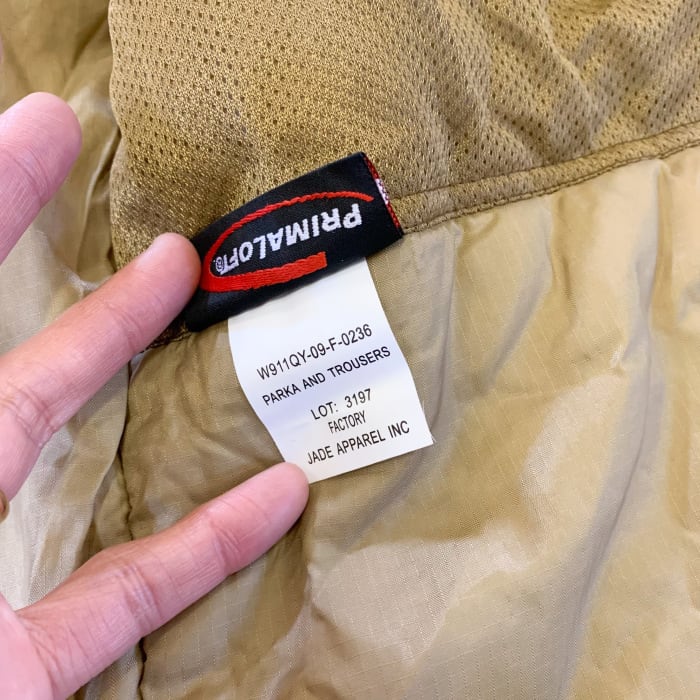 PRIMALOFT®
W911QY-09-F-0236
PARKA AND TROUSERS
LOT: 3197
FACTORY
JADE APPAREL INC